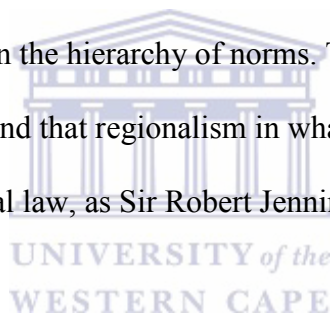 n the hierarchy of norms.
nd that regionalism in wha
al law, as Sir Robert Jennin
UNIVERSITY of the
WESTERN CAPE